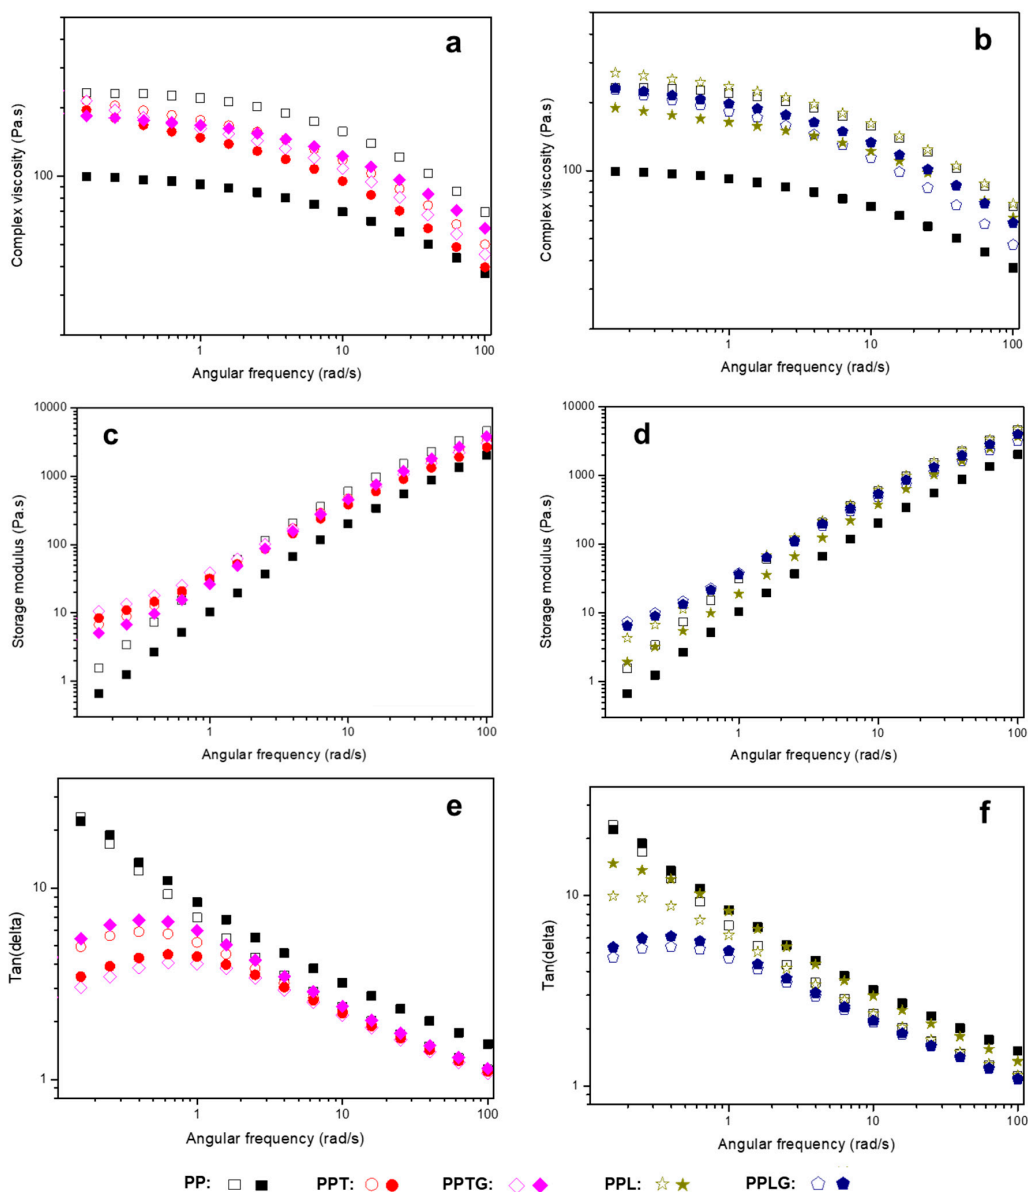 a
Complex viscosity (Pa.s)
100
1 10 100
Angular frequency (rad/s)
b
Complex viscosity (Pa.s)
100
1 10 100
Angular frequency (rad/s)
c
Storage modulus (Pa.s)
10000
1000
100
10
1
1 10 100
Angular frequency (rad/s)
d
Storage modulus (Pa.s)
10000
1000
100
10
1
1 10 100
Angular frequency (rad/s)
e
Tan(delta)
10
1
1 10 100
Angular frequency (rad/s)
f
Tan(delta)
10
1
1 10 100
Angular frequency (rad/s)
PP: PPT: PPTG: PPL: PPLG: